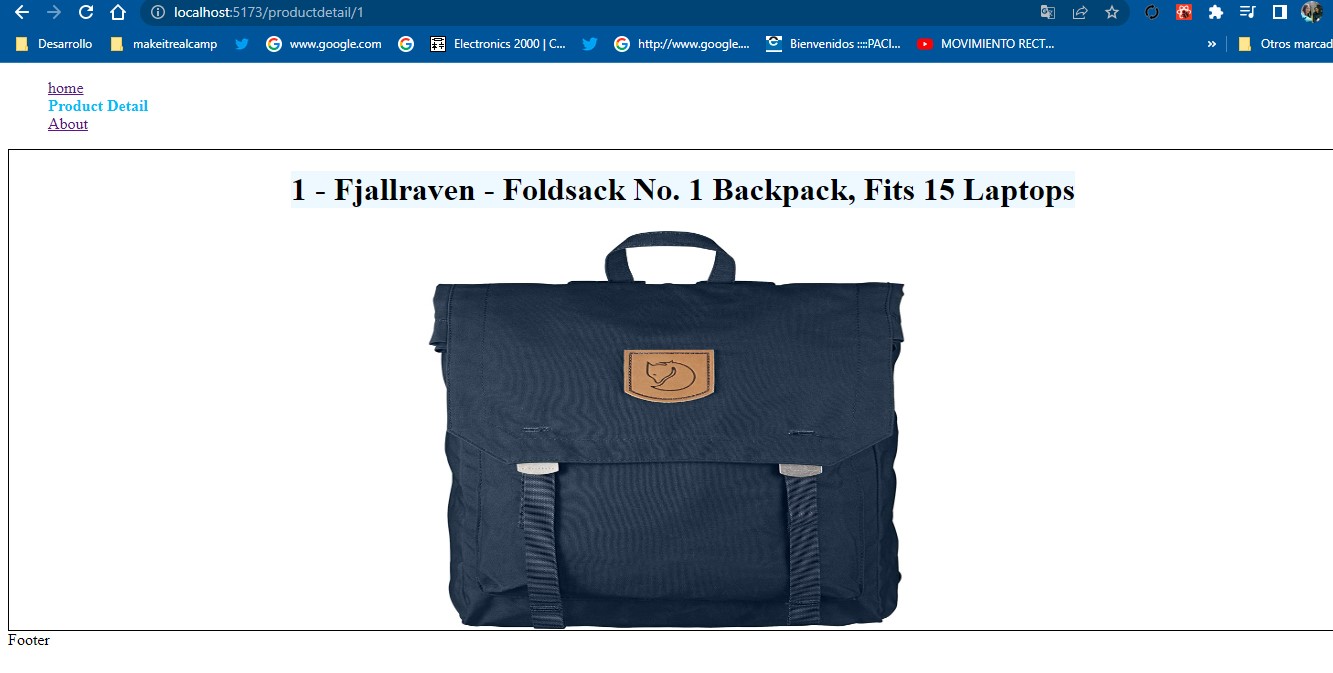 localhost:5173/productdetail/1
Desarrollo makeitrealcamp www.google.com Electronics 2000 | C... http://www.google.... Bienvenidos ::::PACI... MOVIMIENTO RECT... » Otros marcad
home
Product Detail
About
1 - Fjallraven - Foldsack No. 1 Backpack, Fits 15 Laptops
Footer